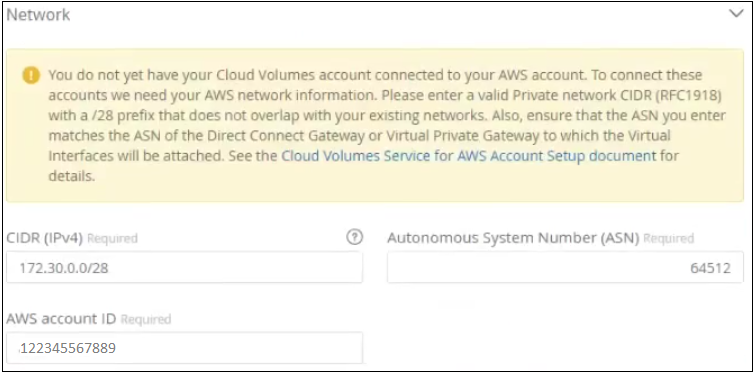 Network
! You do not yet have your Cloud Volumes account connected to your AWS account. To connect these
accounts we need your AWS network information. Please enter a valid Private network CIDR (RFC1918)
with a /28 prefix that does not overlap with your existing networks. Also, ensure that the ASN you enter
matches the ASN of the Direct Connect Gateway or Virtual Private Gateway to which the Virtual
Interfaces will be attached. See the Cloud Volumes Service for AWS Account Setup document for
details.
CIDR (IPv4) Required ?
172.30.0.0/28
Autonomous System Number (ASN) Required
64512
AWS account ID Required
122345567889